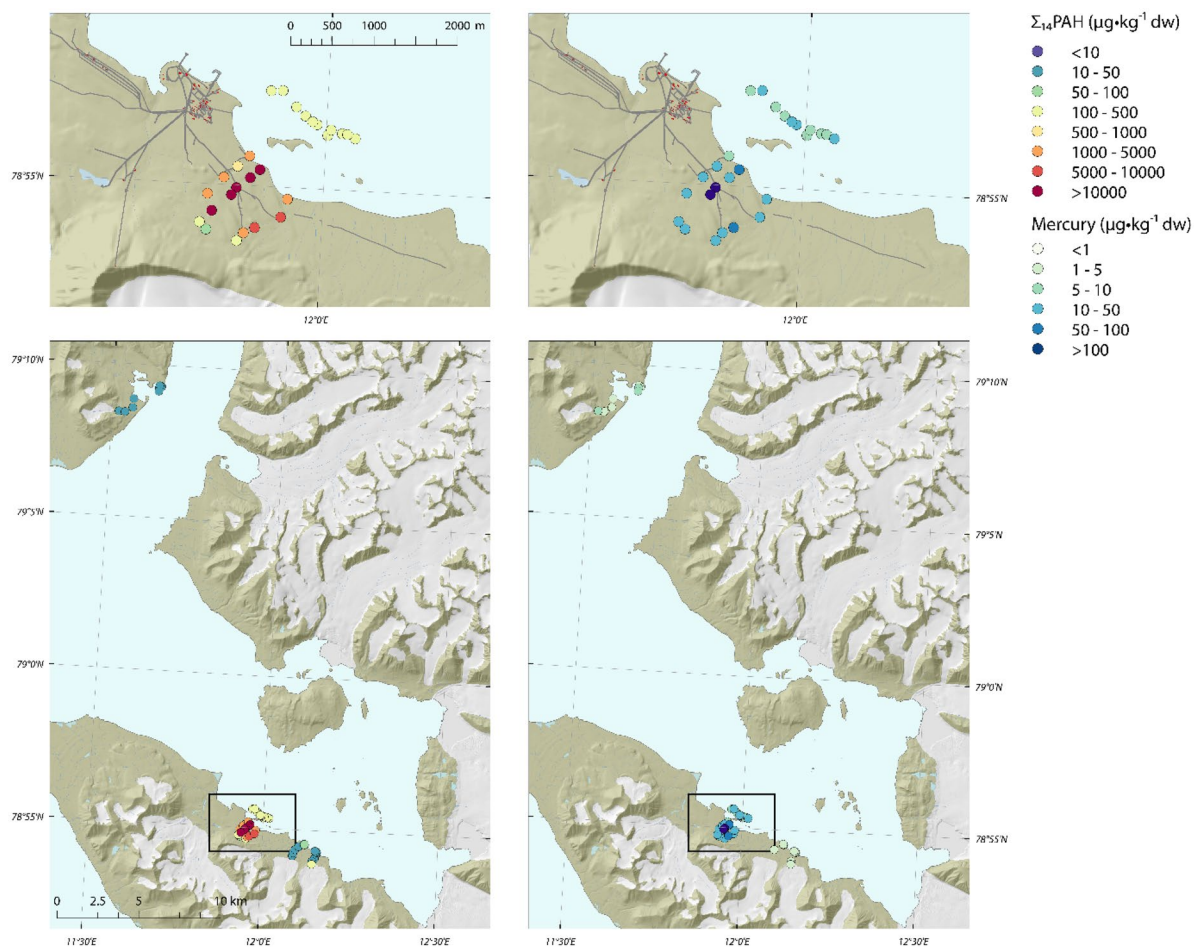 0 500 1000 2000 m
78°55'N
78°55'N
12°0'E
12°0'E
Σ₁₄PAH (µg•kg⁻¹ dw)
<10
10 - 50
50 - 100
100 - 500
500 - 1000
1000 - 5000
5000 - 10000
>10000
Mercury (µg•kg⁻¹ dw)
<1
1 - 5
5 - 10
10 - 50
50 - 100
>100
79°10'N
79°10'N
79°5'N
79°5'N
79°0'N
79°0'N
78°55'N
78°55'N
0 2.5 5 10 km
11°30'E
12°0'E
12°30'E
11°30'E
12°0'E
12°30'E